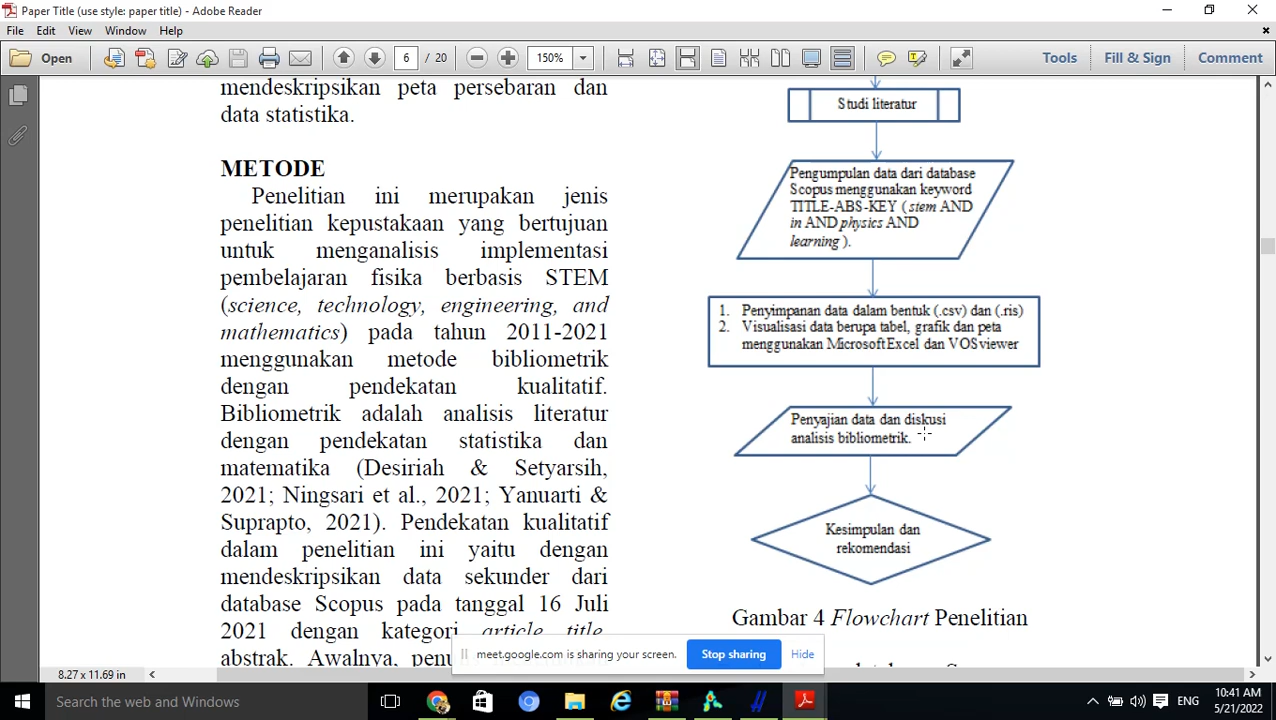 Paper Title (use style: paper title) - Adobe Reader
File Edit View Window Help
Open
6 / 20
150%
Tools Fill & Sign Comment
mendeskripsikan peta persebaran dan
data statistika.
METODE
Penelitian ini merupakan jenis
penelitian kepustakaan yang bertujuan
untuk menganalisis implementasi
pembelajaran fisika berbasis STEM
(science, technology, engineering, and
mathematics) pada tahun 2011-2021
menggunakan metode bibliometrik
dengan pendekatan kualitatif.
Bibliometrik adalah analisis literatur
dengan pendekatan statistika dan
matematika (Desiriah & Setyarsih,
2021; Ningsari et al., 2021; Yanuarti &
Suprapto, 2021). Pendekatan kualitatif
dalam penelitian ini yaitu dengan
mendeskripsikan data sekunder dari
database Scopus pada tanggal 16 Juli
2021 dengan kategori article title,
abstrak. Awalnya,
Studi literatur
Pengumpulan data dari database
Scopus menggunakan keyword
TITLE-ABS-KEY ( stem AND
in AND physics AND
learning ).
1. Penyimpanan data dalam bentuk (.csv) dan (.ris)
2. Visualisasi data berupa tabel, grafik dan peta
menggunakan Microsoft Excel dan VOSviewer
Penyajian data dan diskusi
analisis bibliometrik.
Kesimpulan dan
rekomendasi
Gambar 4 Flowchart Penelitian
meet.google.com is sharing your screen. Stop sharing Hide
8.27 x 11.69 in
Search the web and Windows
ENG
10:41 AM
5/21/2022